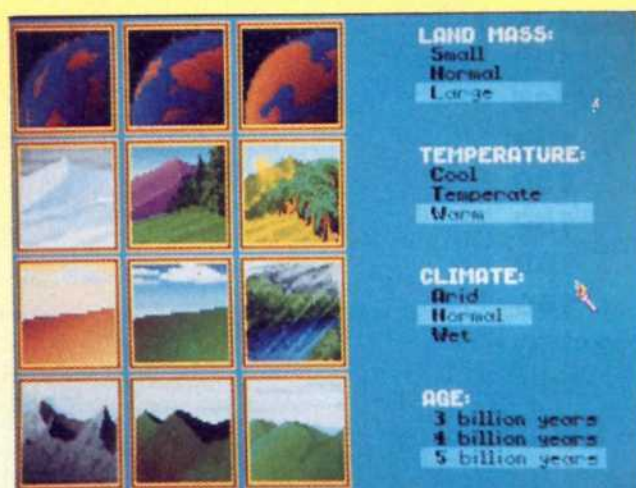 LAND MASS:
Small
Normal
Large
TEMPERATURE:
Cool
Temperate
Warm
CLIMATE:
Arid
Normal
Wet
AGE:
3 billion years
4 billion years
5 billion years